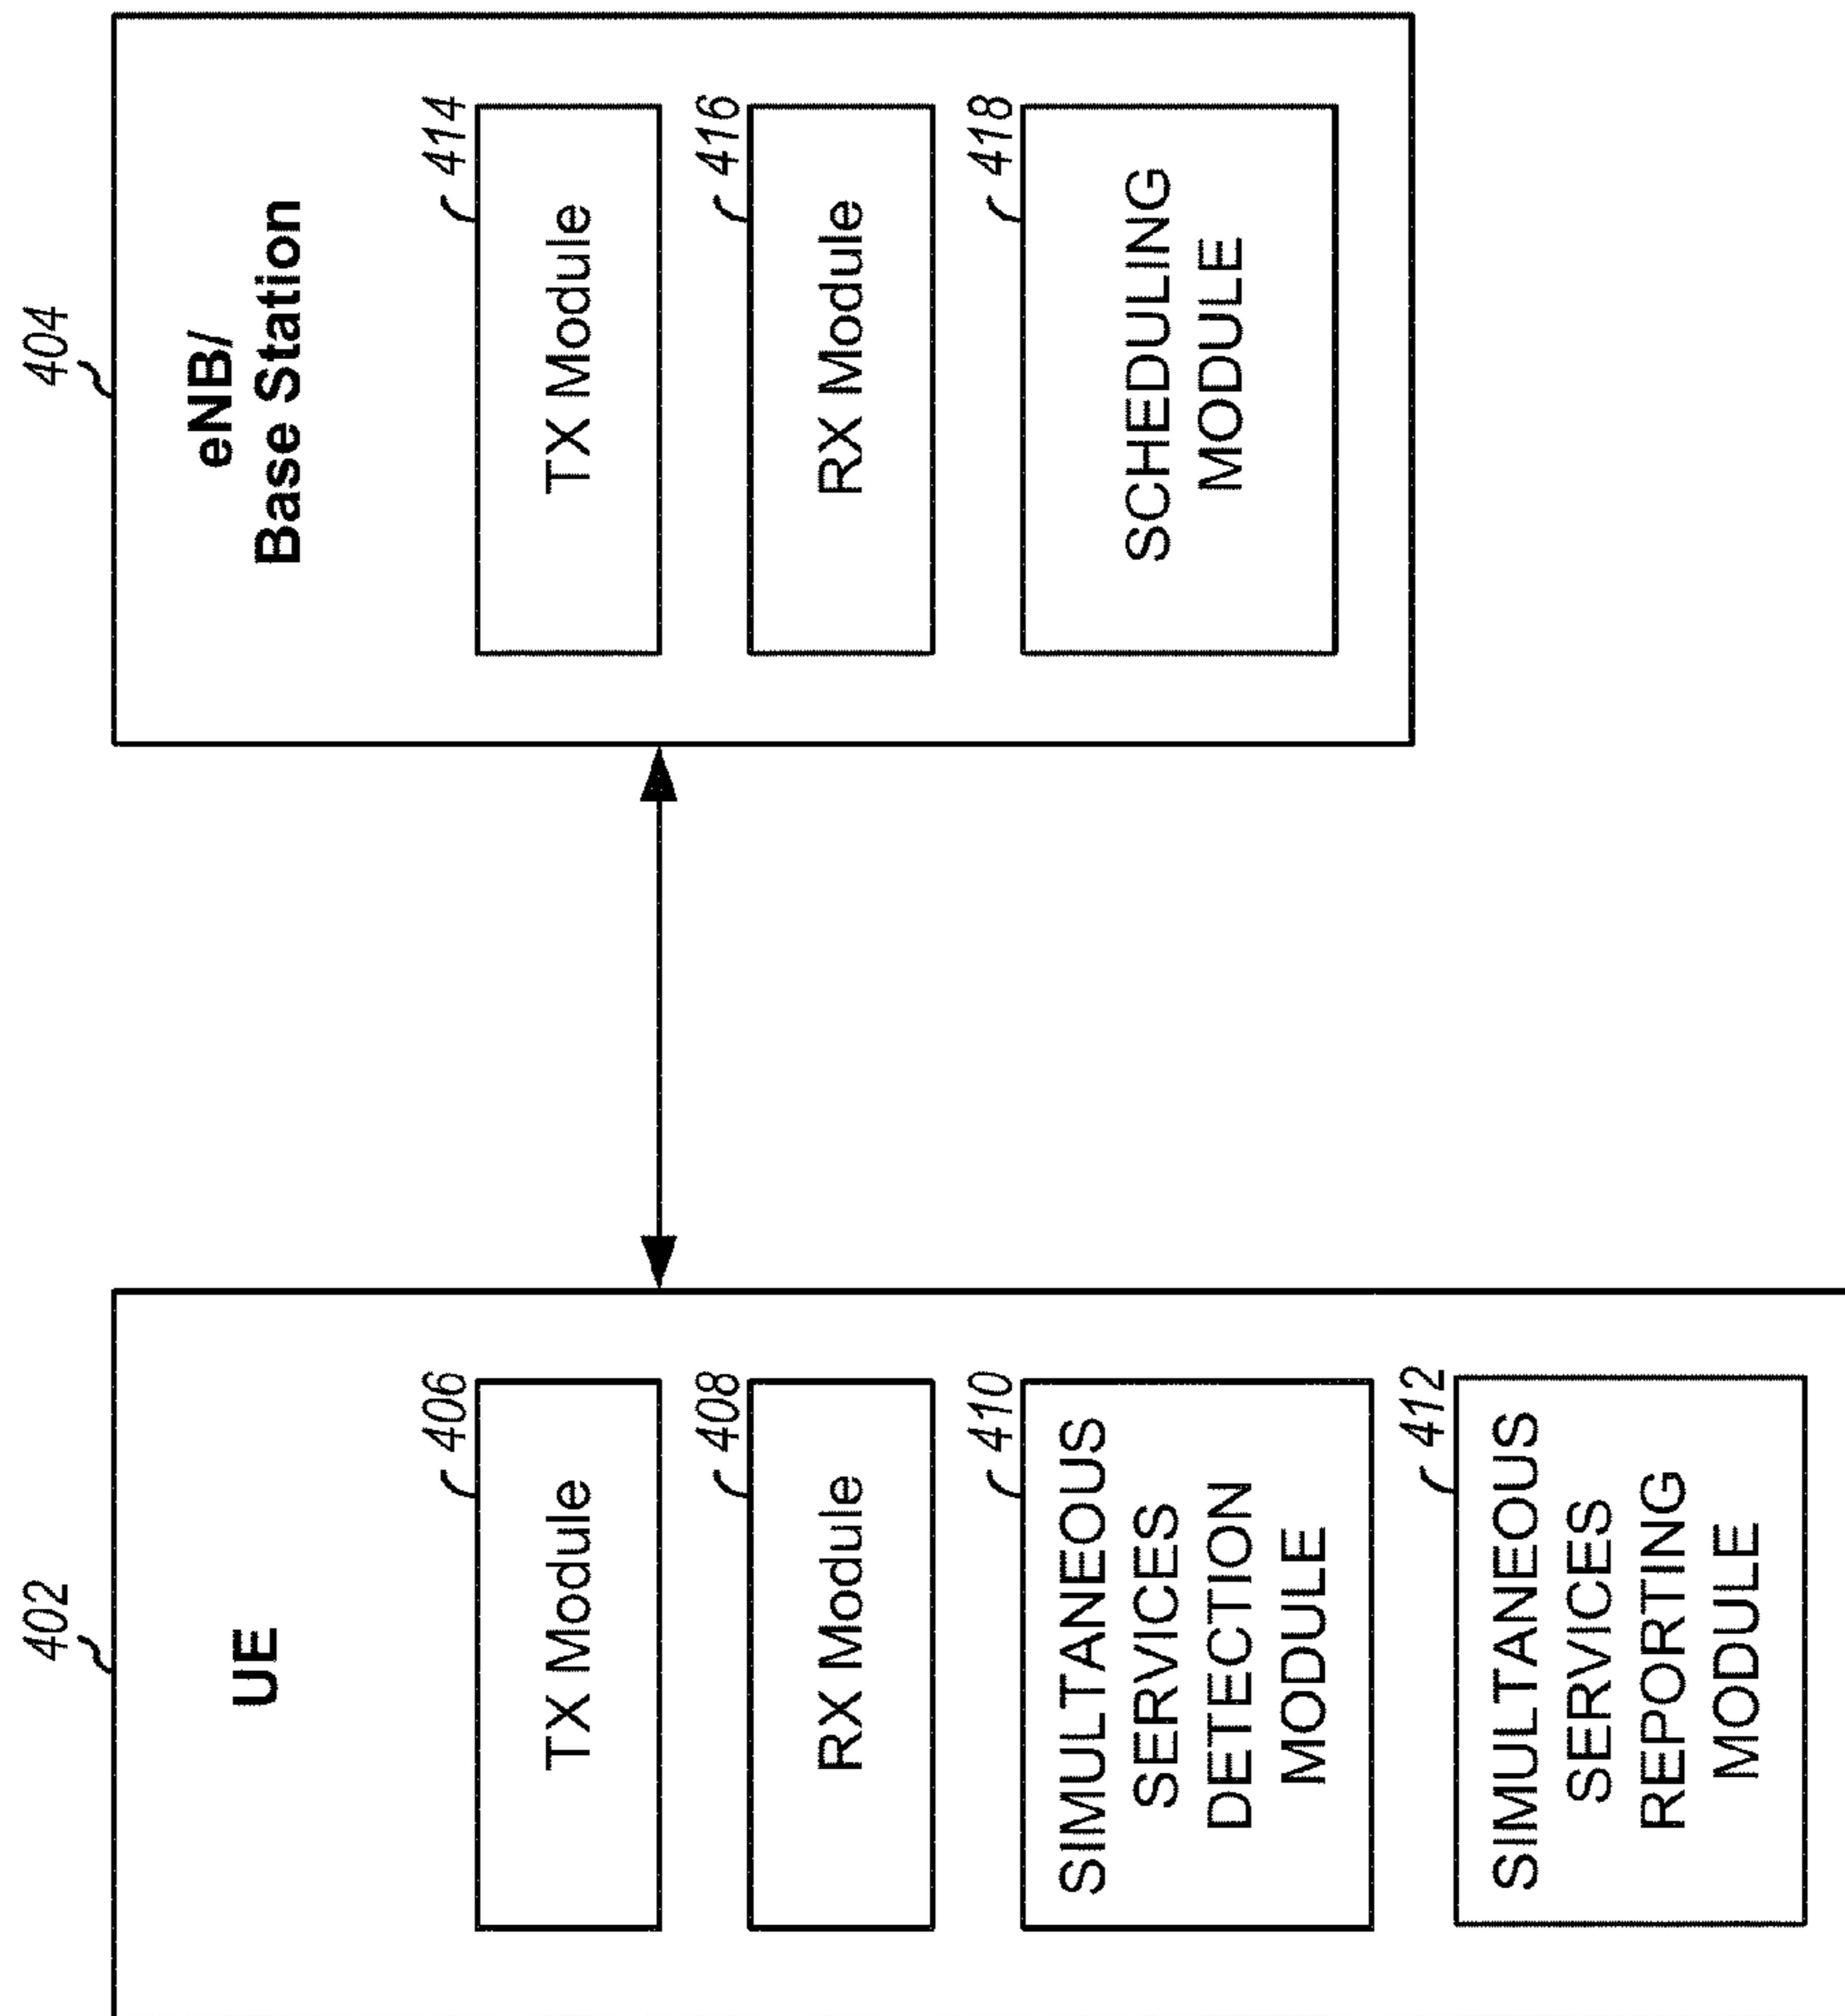 402
UE
406
TX Module
408
RX Module
410
SIMULTANEOUS
SERVICES
DETECTION
MODULE
412
SIMULTANEOUS
SERVICES
REPORTING
MODULE
404
eNB/
Base Station
414
TX Module
416
RX Module
418
SCHEDULING
MODULE